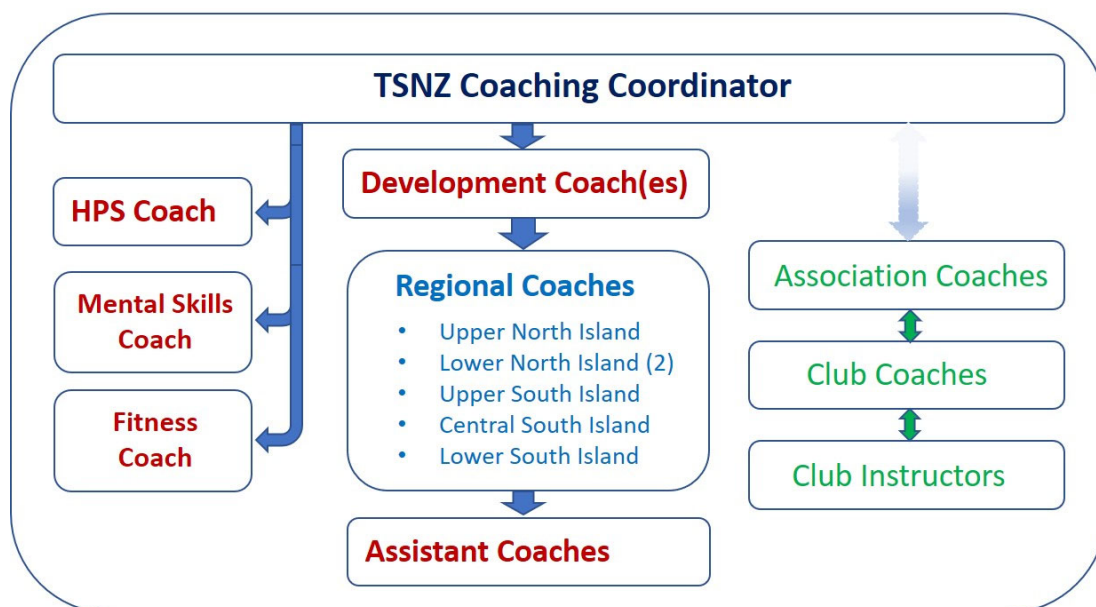 TSNZ Coaching Coordinator
HPS Coach
Mental Skills
Coach
Fitness
Coach
Development Coach(es)
Regional Coaches
• Upper North Island
• Lower North Island (2)
• Upper South Island
• Central South Island
• Lower South Island
Assistant Coaches
Association Coaches
Club Coaches
Club Instructors